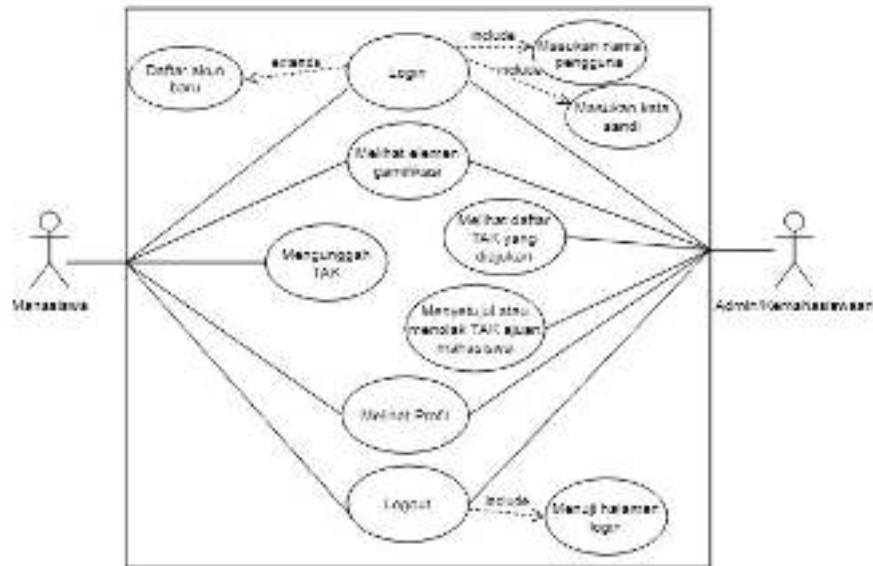 Daftar akun
baru
extends
Login
include
Masukan nama
pengguna
include
Masukan kata
sandi
Melihat elemen
gamifikasi
Melihat daftar
TAK yang
diajukan
Mengunggah
TAK
Mahasiswa
Admin/Kemahasiswaan
Menyetujui atau
menolak TAK ajuan
mahasiswa
Melihat Profil
Logout
include
Menuju halaman
login